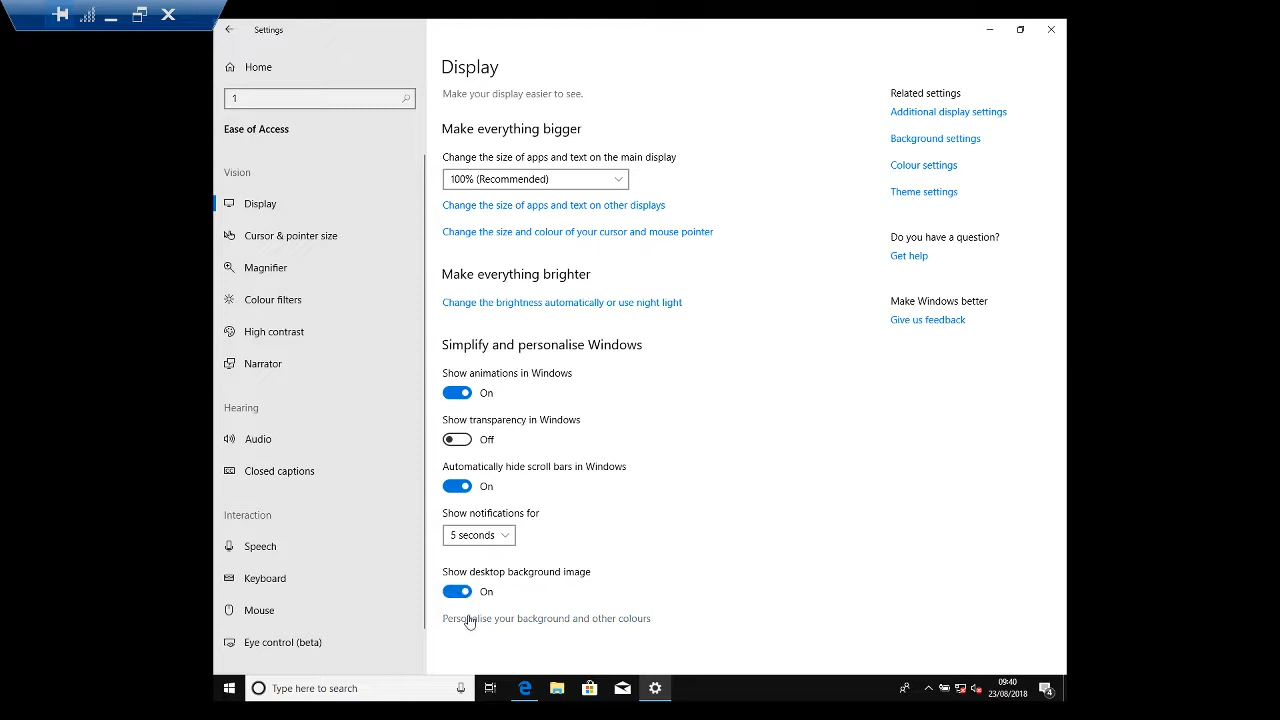 Settings
Home
1
Ease of Access
Vision
Display
Cursor & pointer size
Magnifier
Colour filters
High contrast
Narrator
Hearing
Audio
Closed captions
Interaction
Speech
Keyboard
Mouse
Eye control (beta)
Display
Make your display easier to see.
Make everything bigger
Change the size of apps and text on the main display
100% (Recommended)
Change the size of apps and text on other displays
Change the size and colour of your cursor and mouse pointer
Make everything brighter
Change the brightness automatically or use night light
Simplify and personalise Windows
Show animations in Windows
On
Show transparency in Windows
Off
Automatically hide scroll bars in Windows
On
Show notifications for
5 seconds
Show desktop background image
On
Personalise your background and other colours
Related settings
Additional display settings
Background settings
Colour settings
Theme settings
Do you have a question?
Get help
Make Windows better
Give us feedback
Type here to search
09:40
23/08/2018
4